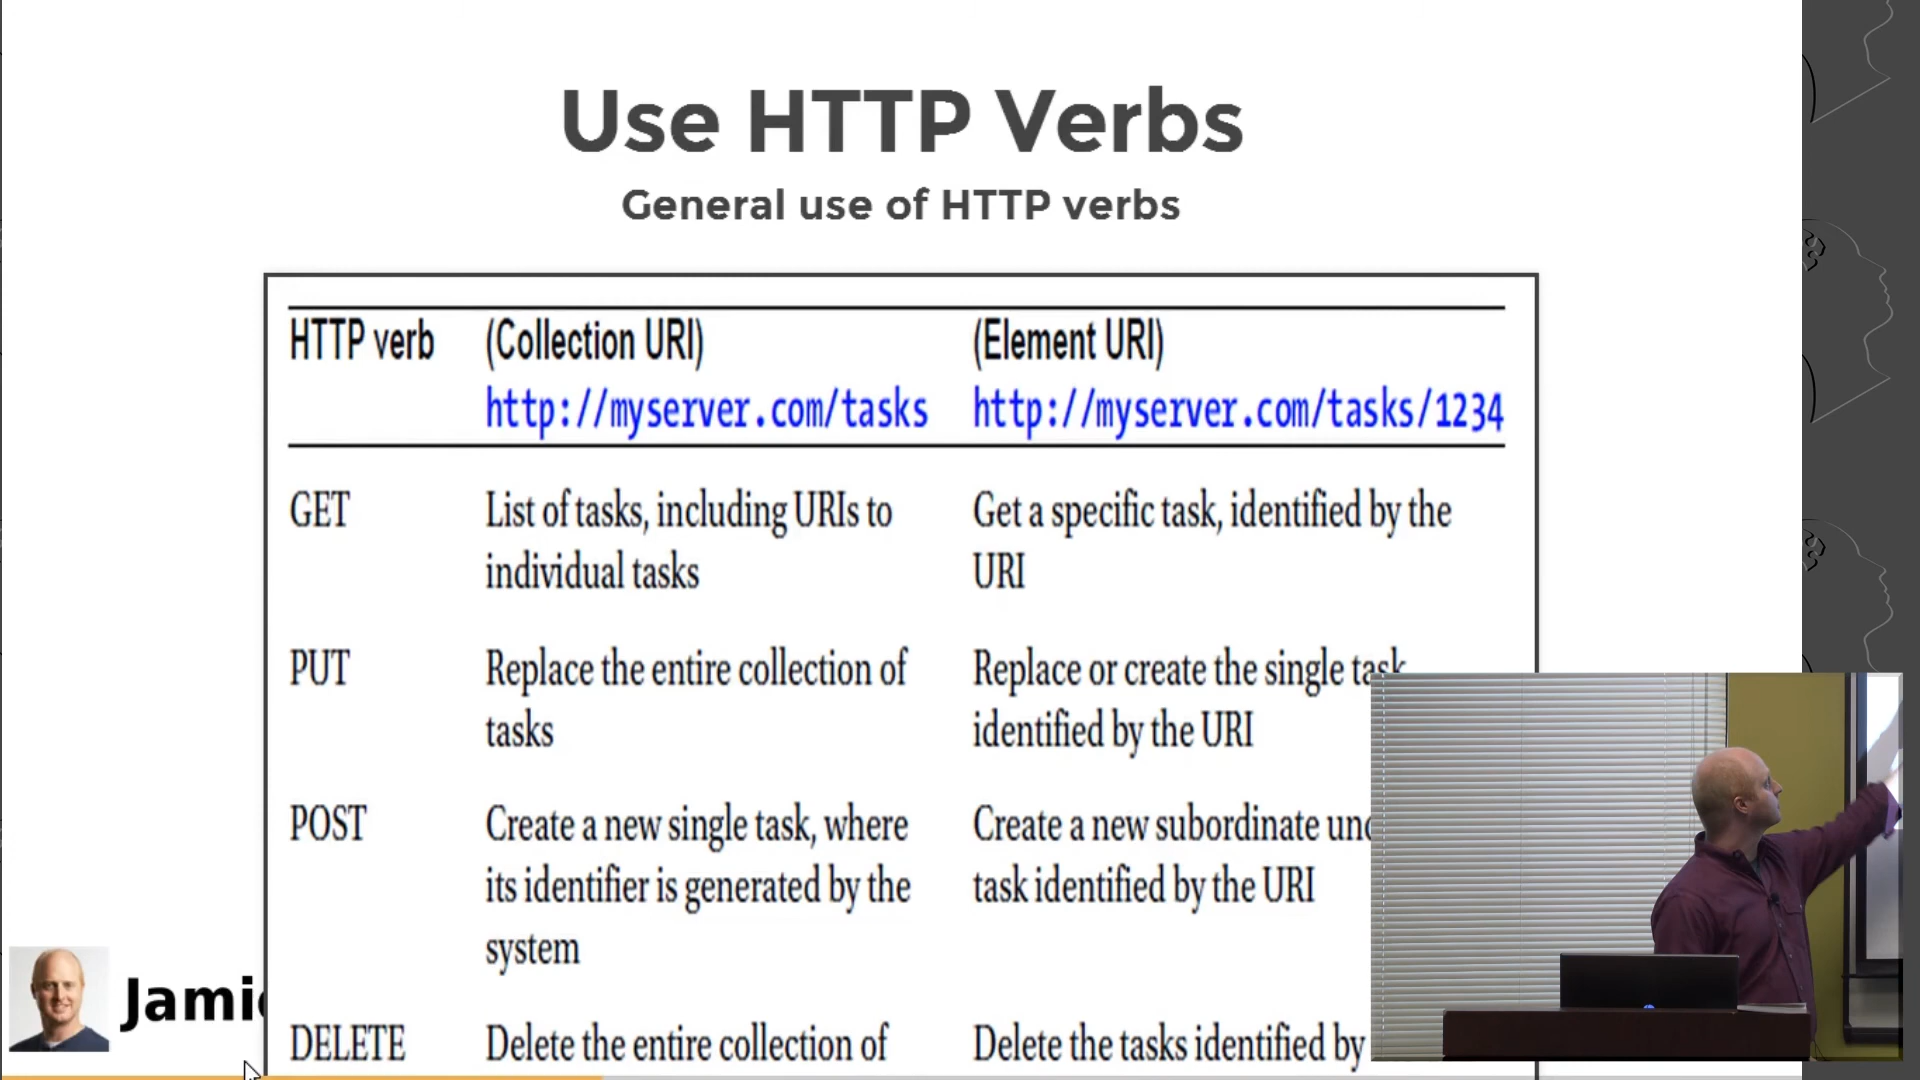 Use HTTP Verbs
General use of HTTP verbs
HTTP verb (Collection URI) (Element URI)
http://myserver.com/tasks http://myserver.com/tasks/1234
GET List of tasks, including URIs to Get a specific task, identified by the
individual tasks URI
PUT Replace the entire collection of Replace or create the single task
tasks identified by the URI
POST Create a new single task, where Create a new subordinate
its identifier is generated by the task identified by the URI
system
DELETE Delete the entire collection of Delete the tasks identified by